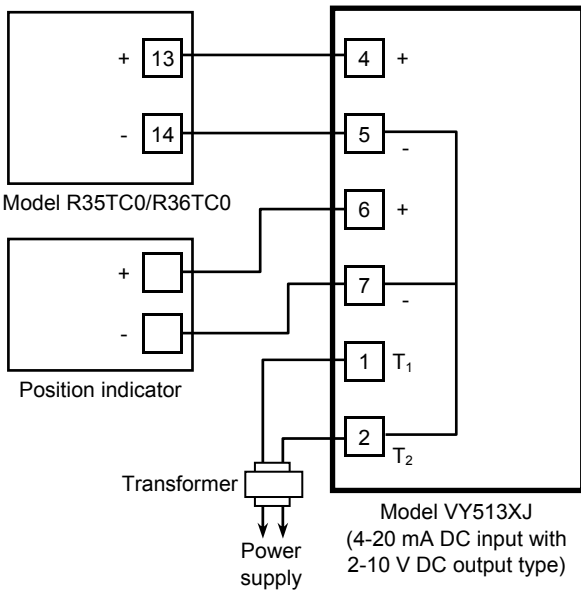 + 13 4 +
- 14 5 -
Model R35TC0/R36TC0
6 +
+
7 -
-
Position indicator
1 T₁
2 T₂
Transformer
Power
supply
Model VY513XJ
(4-20 mA DC input with
2-10 V DC output type)